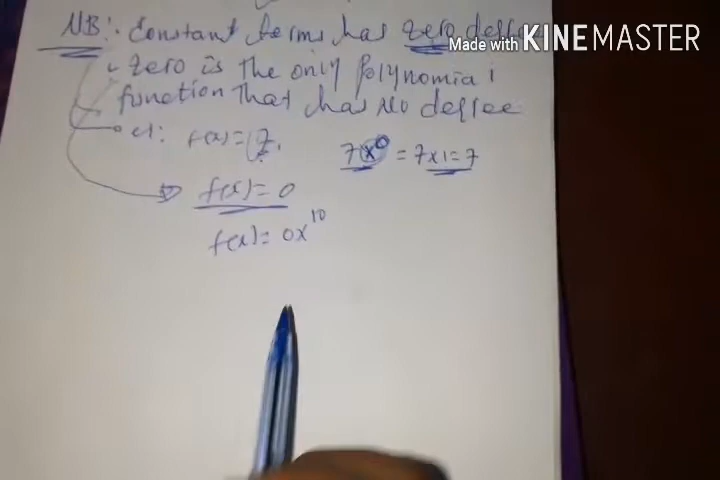 NB:. Constant terms has zero degree
Made with KINEMASTER
zero is the only polynomial
function that has no degree
f(x) = 7.
7x⁰ = 7x1=7
f(x) = 0
f(x) = 0x¹⁰